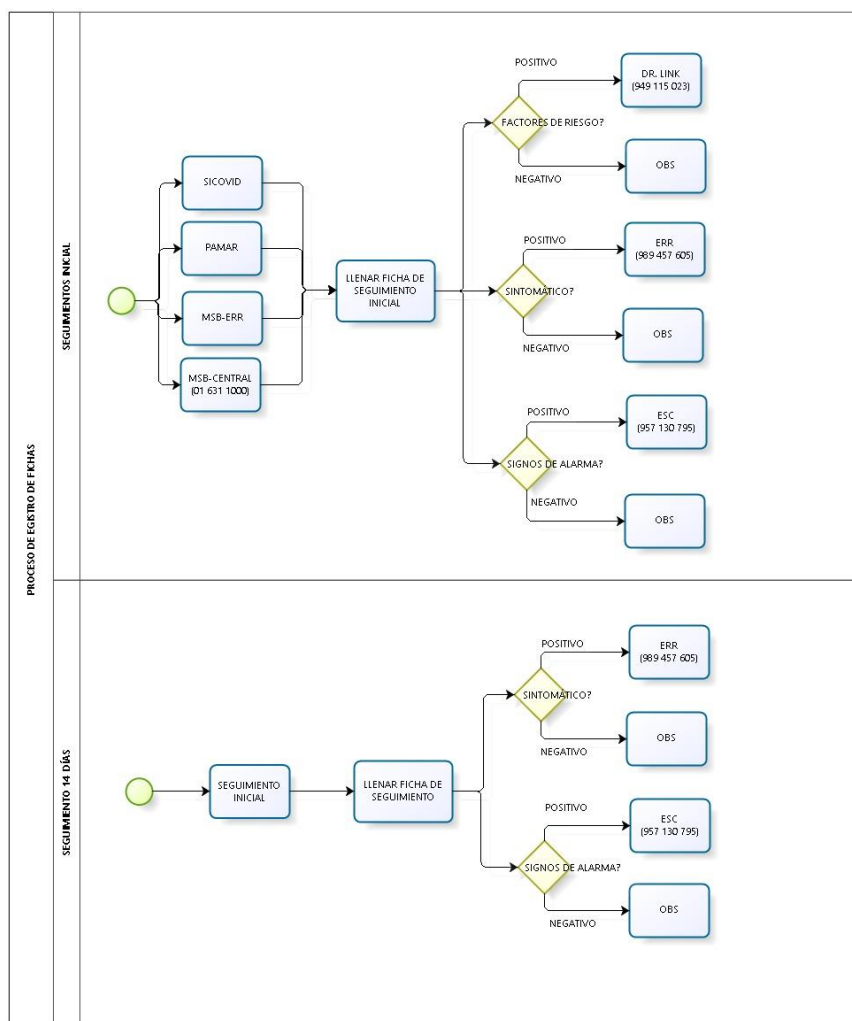 PROCESO DE EGISTRO DE FICHAS
SEGUIMIENTOS INICIAL
SICOVID
PAMAR
MSB-ERR
MSB-CENTRAL
(01 631 1000)
LLENAR FICHA DE
SEGUIMIENTO
INICIAL
FACTORES DE RIESGO?
POSITIVO
DR. LINK
(949 115 023)
NEGATIVO
OBS
SINTOMÁTICO?
POSITIVO
ERR
(989 457 605)
NEGATIVO
OBS
SIGNOS DE ALARMA?
POSITIVO
ESC
(957 130 795)
NEGATIVO
OBS
SEGUIMIENTO 14 DÍAS
SEGUIMIENTO
INICIAL
LLENAR FICHA DE
SEGUIMIENTO
SINTOMÁTICO?
POSITIVO
ERR
(989 457 605)
NEGATIVO
OBS
SIGNOS DE ALARMA?
POSITIVO
ESC
(957 130 795)
NEGATIVO
OBS